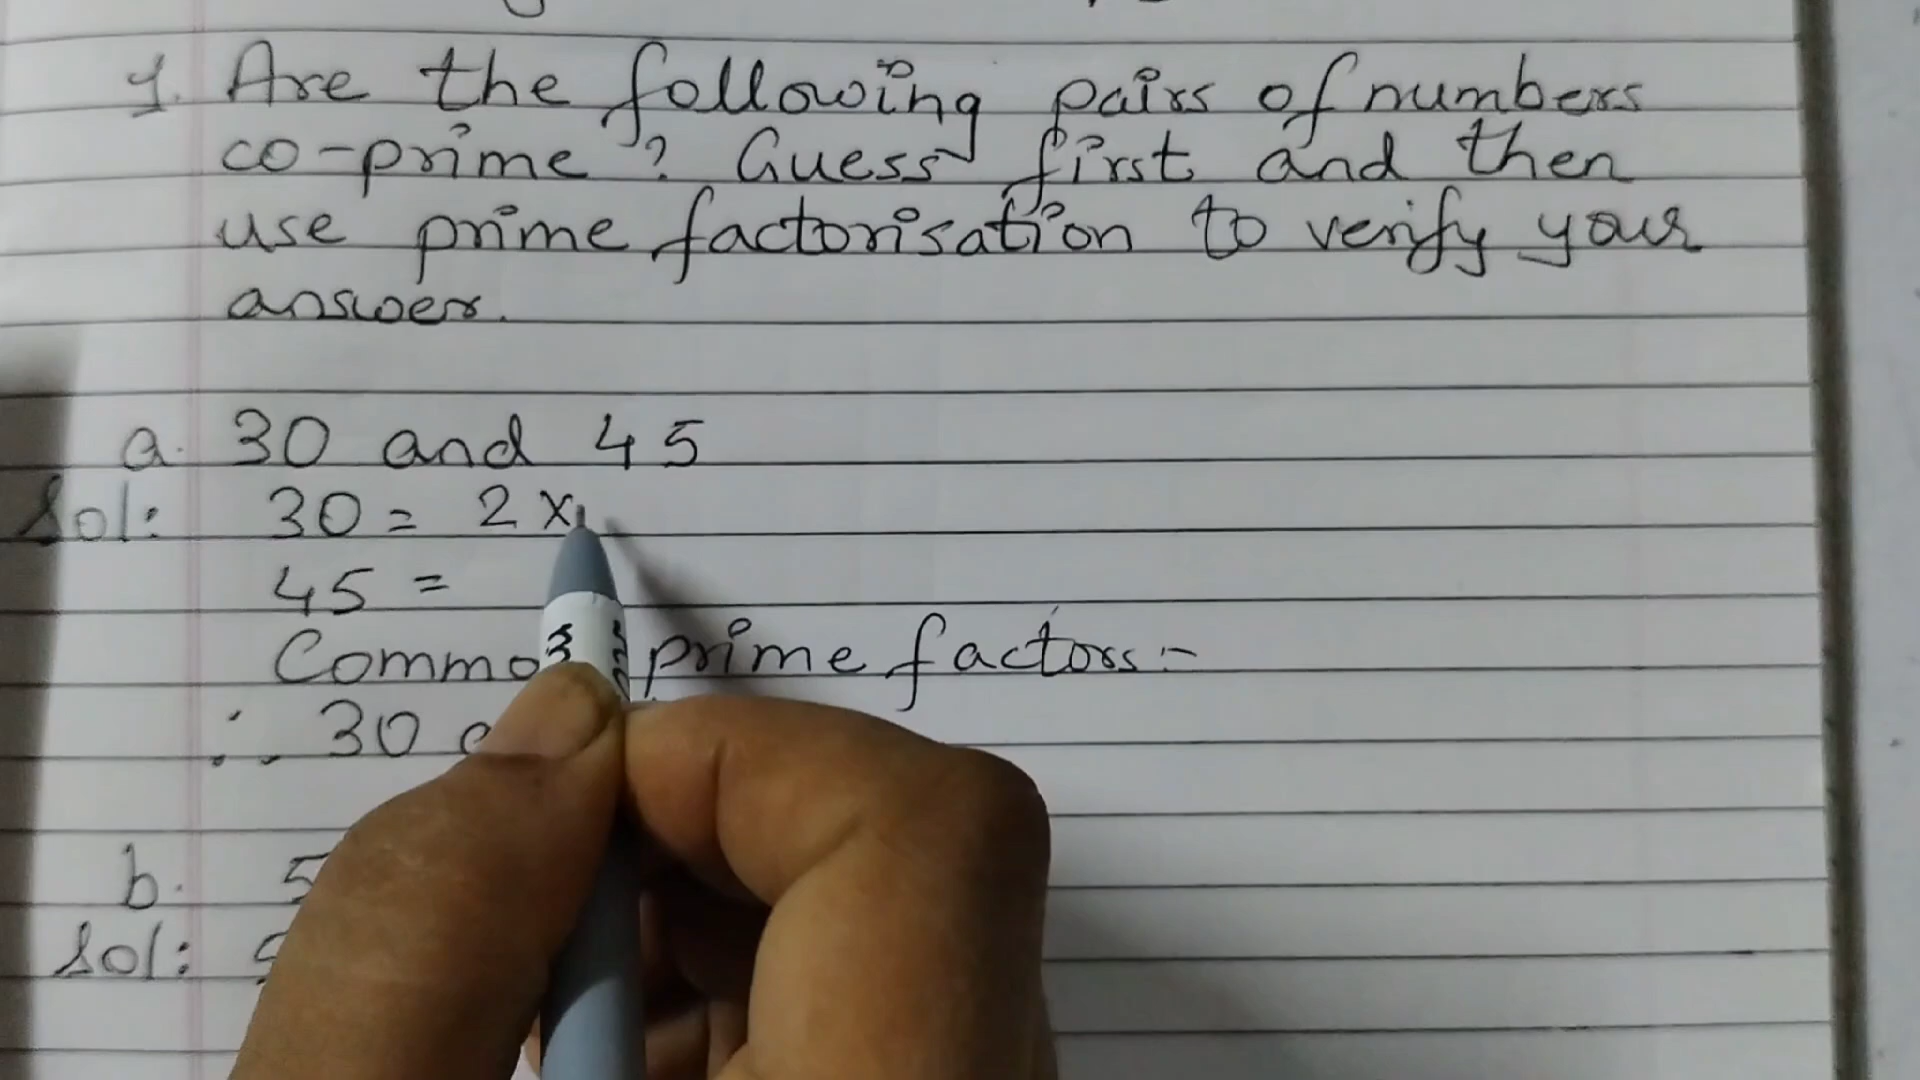 1. Are the following pairs of numbers
co-prime? Guess first and then
use prime factorisation to verify your
answer.
a. 30 and 45
Sol: 30 = 2 x
45 =
prime factors :-
∴ 30
b. 5
Sol: 5